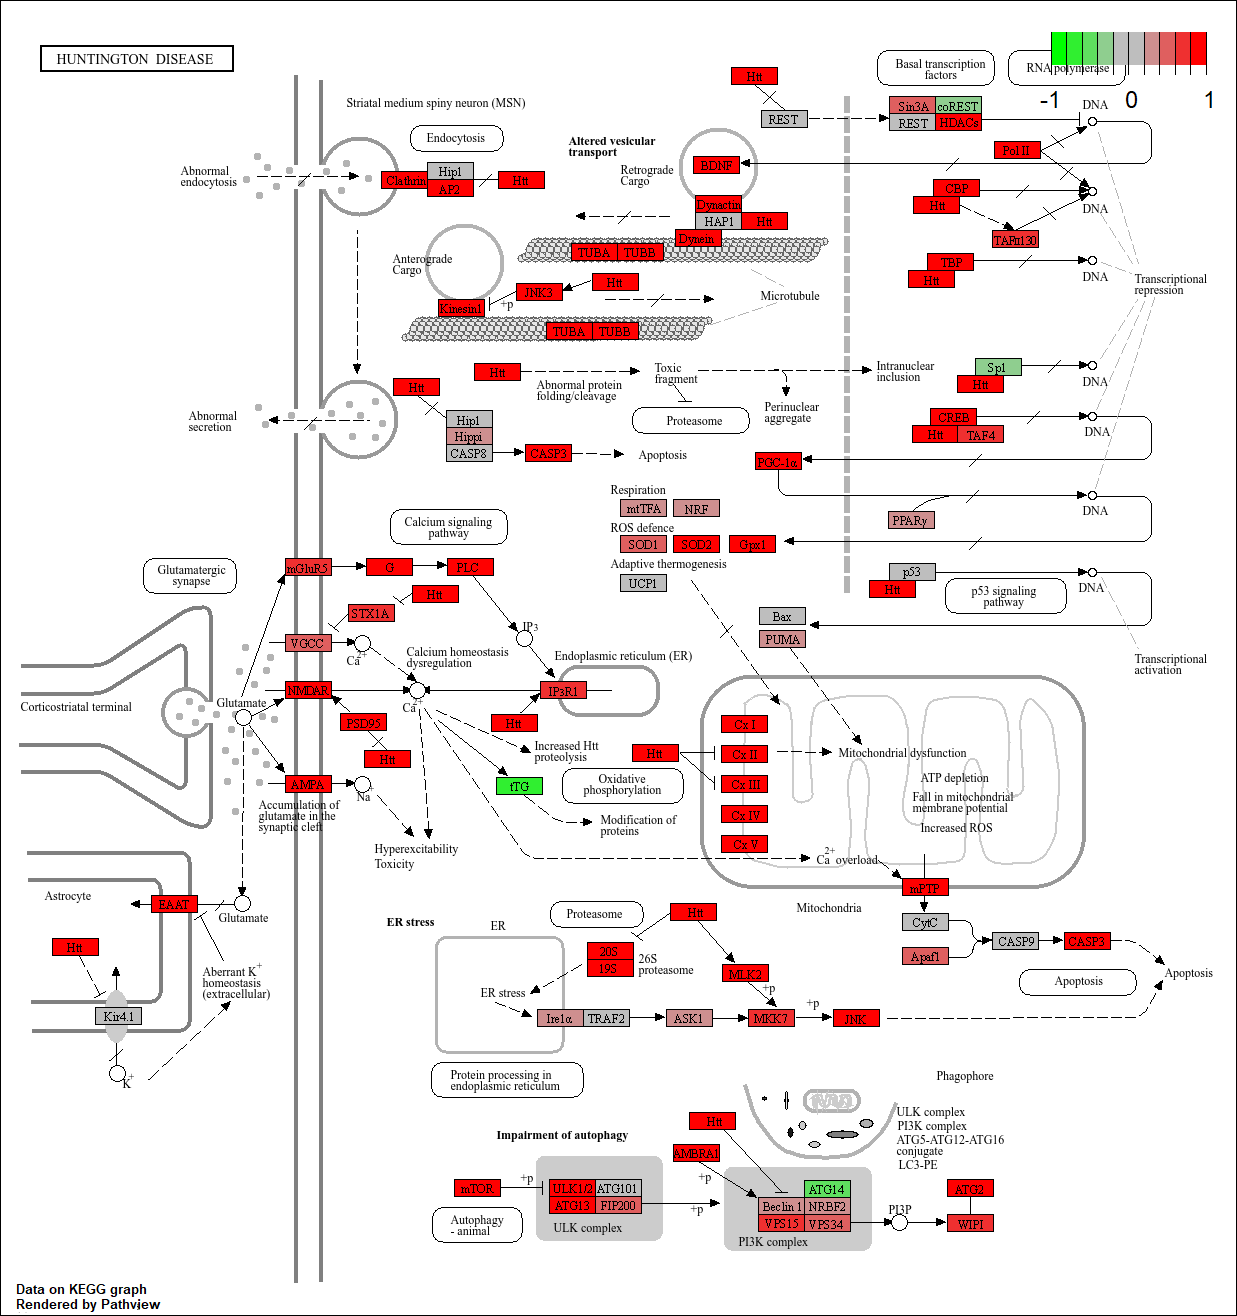 HUNTINGTON DISEASE
-1
0
1
Striatal medium spiny neuron (MSN)
Endocytosis
Abnormal
endocytosis
Clathrin
Hip1
AP2
Htt
Altered vesicular
transport
Retrograde
Cargo
BDNF
Dynactin
HAP1
Htt
Dynein
TUBA
TUBB
Anterograde
Cargo
Kinesin1
+p
JNK3
Htt
Microtubule
TUBA
TUBB
Htt
REST
Basal transcription
factors
RNA polymerase
Sin3A
coREST
REST
HDACs
DNA
Pol II
CBP
Htt
TAFII130
DNA
TBP
Htt
DNA
Transcriptional
repression
Sp1
Htt
DNA
CREB
Htt
TAF4
DNA
PGC-1α
PPARγ
DNA
p53
Htt
DNA
p53 signaling
pathway
Transcriptional
activation
Abnormal
secretion
Htt
Hip1
Hippi
CASP8
CASP3
Apoptosis
Htt
Abnormal protein
folding/cleavage
Toxic
fragment
Proteasome
Perinuclear
aggregate
Intranuclear
inclusion
Respiration
mtTFA
NRF
ROS defence
SOD1
SOD2
Gpx1
Adaptive thermogenesis
UCP1
Bax
PUMA
Calcium signaling
pathway
Glutamatergic
synapse
mGluR5
G
PLC
Htt
STX1A
VGCC
Ca2+
IP3
Calcium homeostasis
dysregulation
Endoplasmic reticulum (ER)
Corticostriatal terminal
Glutamate
NMDAR
Ca2+
IP3R1
Htt
PSD95
Htt
AMPA
Na+
Accumulation of
glutamate in the
synaptic cleft
Increased Htt
proteolysis
tTG
Modification of
proteins
Hyperexcitability
Toxicity
Oxidative
phosphorylation
Htt
Cx I
Cx II
Cx III
Cx IV
Cx V
Mitochondrial dysfunction
ATP depletion
Fall in mitochondrial
membrane potential
Increased ROS
Ca2+ overload
mPTP
Mitochondria
CytC
Apaf1
CASP9
CASP3
Apoptosis
Apoptosis
Astrocyte
EAAT
Glutamate
Htt
Kir4.1
K+
Aberrant K+
homeostasis
(extracellular)
ER stress
ER
Proteasome
Htt
20S
19S
26S
proteasome
MLK2
+p
ER stress
Ire1α
TRAF2
ASK1
MKK7
+p
JNK
Protein processing in
endoplasmic reticulum
Phagophore
ULK complex
PI3K complex
ATG5-ATG12-ATG16
conjugate
LC3-PE
Impairment of autophagy
Htt
AMBRA1
+p
mTOR
+p
ULK1/2
ATG101
ATG13
FIP200
ULK complex
+p
ATG14
Beclin 1
NRBF2
VPS15
VPS34
PI3K complex
PI3P
ATG2
WIPI
Autophagy
- animal
Data on KEGG graph
Rendered by Pathview